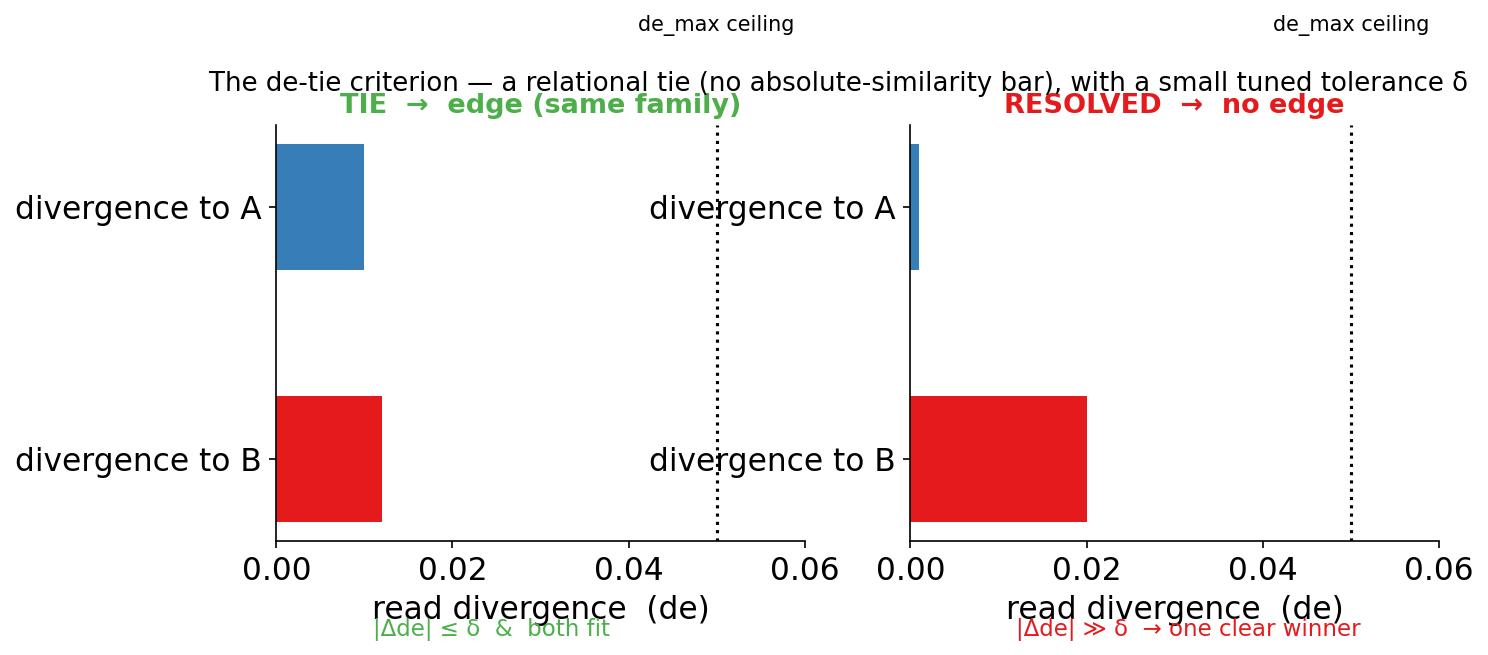 de_max ceiling
de_max ceiling
The de-tie criterion — a relational tie (no absolute-similarity bar), with a small tuned tolerance δ
TIE → edge (same family)
RESOLVED → no edge
divergence to A
divergence to B
0.00 0.02 0.04 0.06
read divergence (de)
|Δde| ≤ δ & both fit
divergence to A
divergence to B
0.00 0.02 0.04 0.06
read divergence (de)
|Δde| ≫ δ → one clear winner